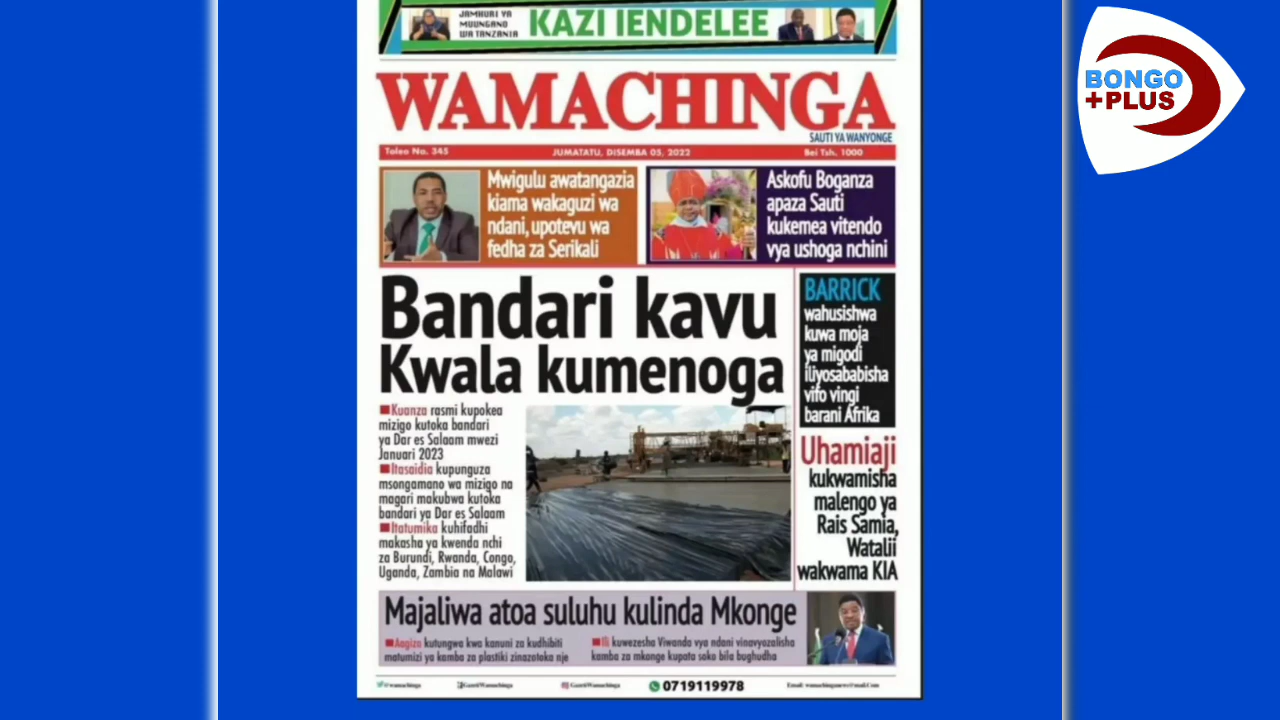 JAMHURI YA
MUUNGANO
WA TANZANIA
KAZI IENDELEE
BONGO
+PLUS
WAMACHINGA
SAUTI YA WANYONGE
Toleo No. 345
JUMATATU, DISEMBA 05, 2022
Bei Tsh. 1000
Mwigulu awatangazia
kiama wakaguzi wa
ndani, upotevu wa
fedha za Serikali
Askofu Boganza
apaza Sauti
kukemea vitendo
vya ushoga nchini
Bandari kavu
Kwala kumenoga
Kuanza rasmi kupokea
mizigo kutoka bandari
ya Dar es Salaam mwezi
Januari 2023
Itasaidia kupunguza
msongamano wa mizigo na
magari makubwa kutoka
bandari ya Dar es Salaam
Itatumika kuhifadhi
makasha ya kwenda nchi
za Burundi, Rwanda, Congo,
Uganda, Zambia na Malawi
BARRICK
wahusishwa
kuwa moja
ya migodi
iliyosababisha
vifo vingi
barani Afrika
Uhamiaji
kukwamisha
malengo ya
Rais Samia,
Watalii
wakwama KIA
Majaliwa atoa suluhu kulinda Mkonge
Aagiza kutungwa kwa kanuni za kudhibiti
matumizi ya kamba za plastiki zinazotoka nje
Ili kuwezesha Viwanda vya ndani vinavyozalisha
kamba za mkonge kupata soko bila bughudha
@wamachinga
GazetiWamachinga
GazetiWamachinga
0719119978
Email: wamachinganews@gmail.Com